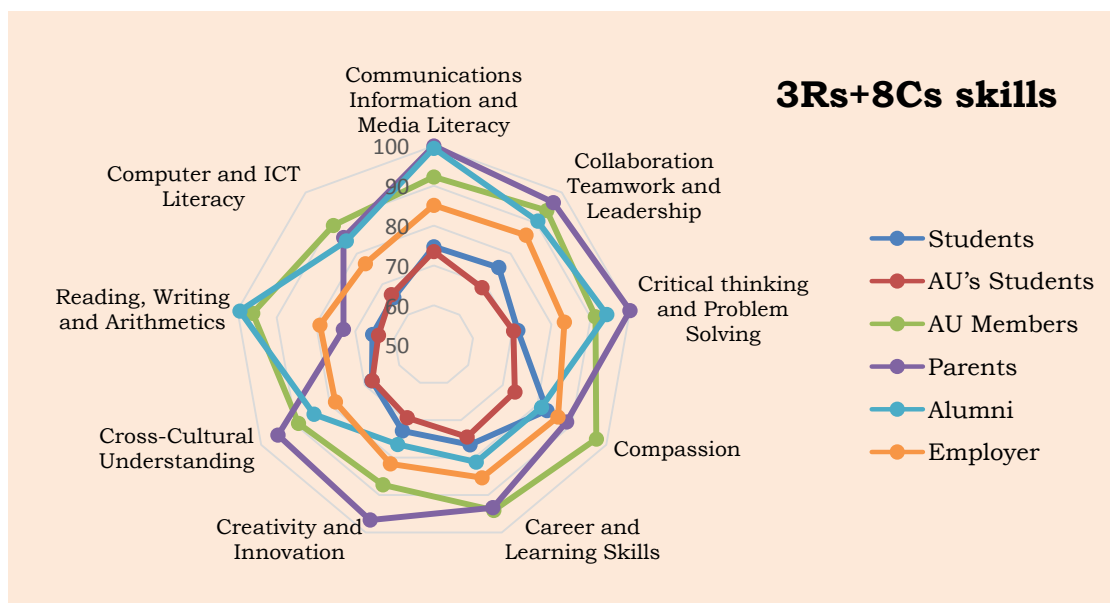 3Rs+8Cs skills
Communications
Information and
Media Literacy
Collaboration
Teamwork and
Leadership
Critical thinking
and Problem
Solving
Compassion
Career and
Learning Skills
Creativity and
Innovation
Cross-Cultural
Understanding
Reading, Writing
and Arithmetics
Computer and ICT
Literacy
100
90
80
70
60
50
Students
AU’s Students
AU Members
Parents
Alumni
Employer